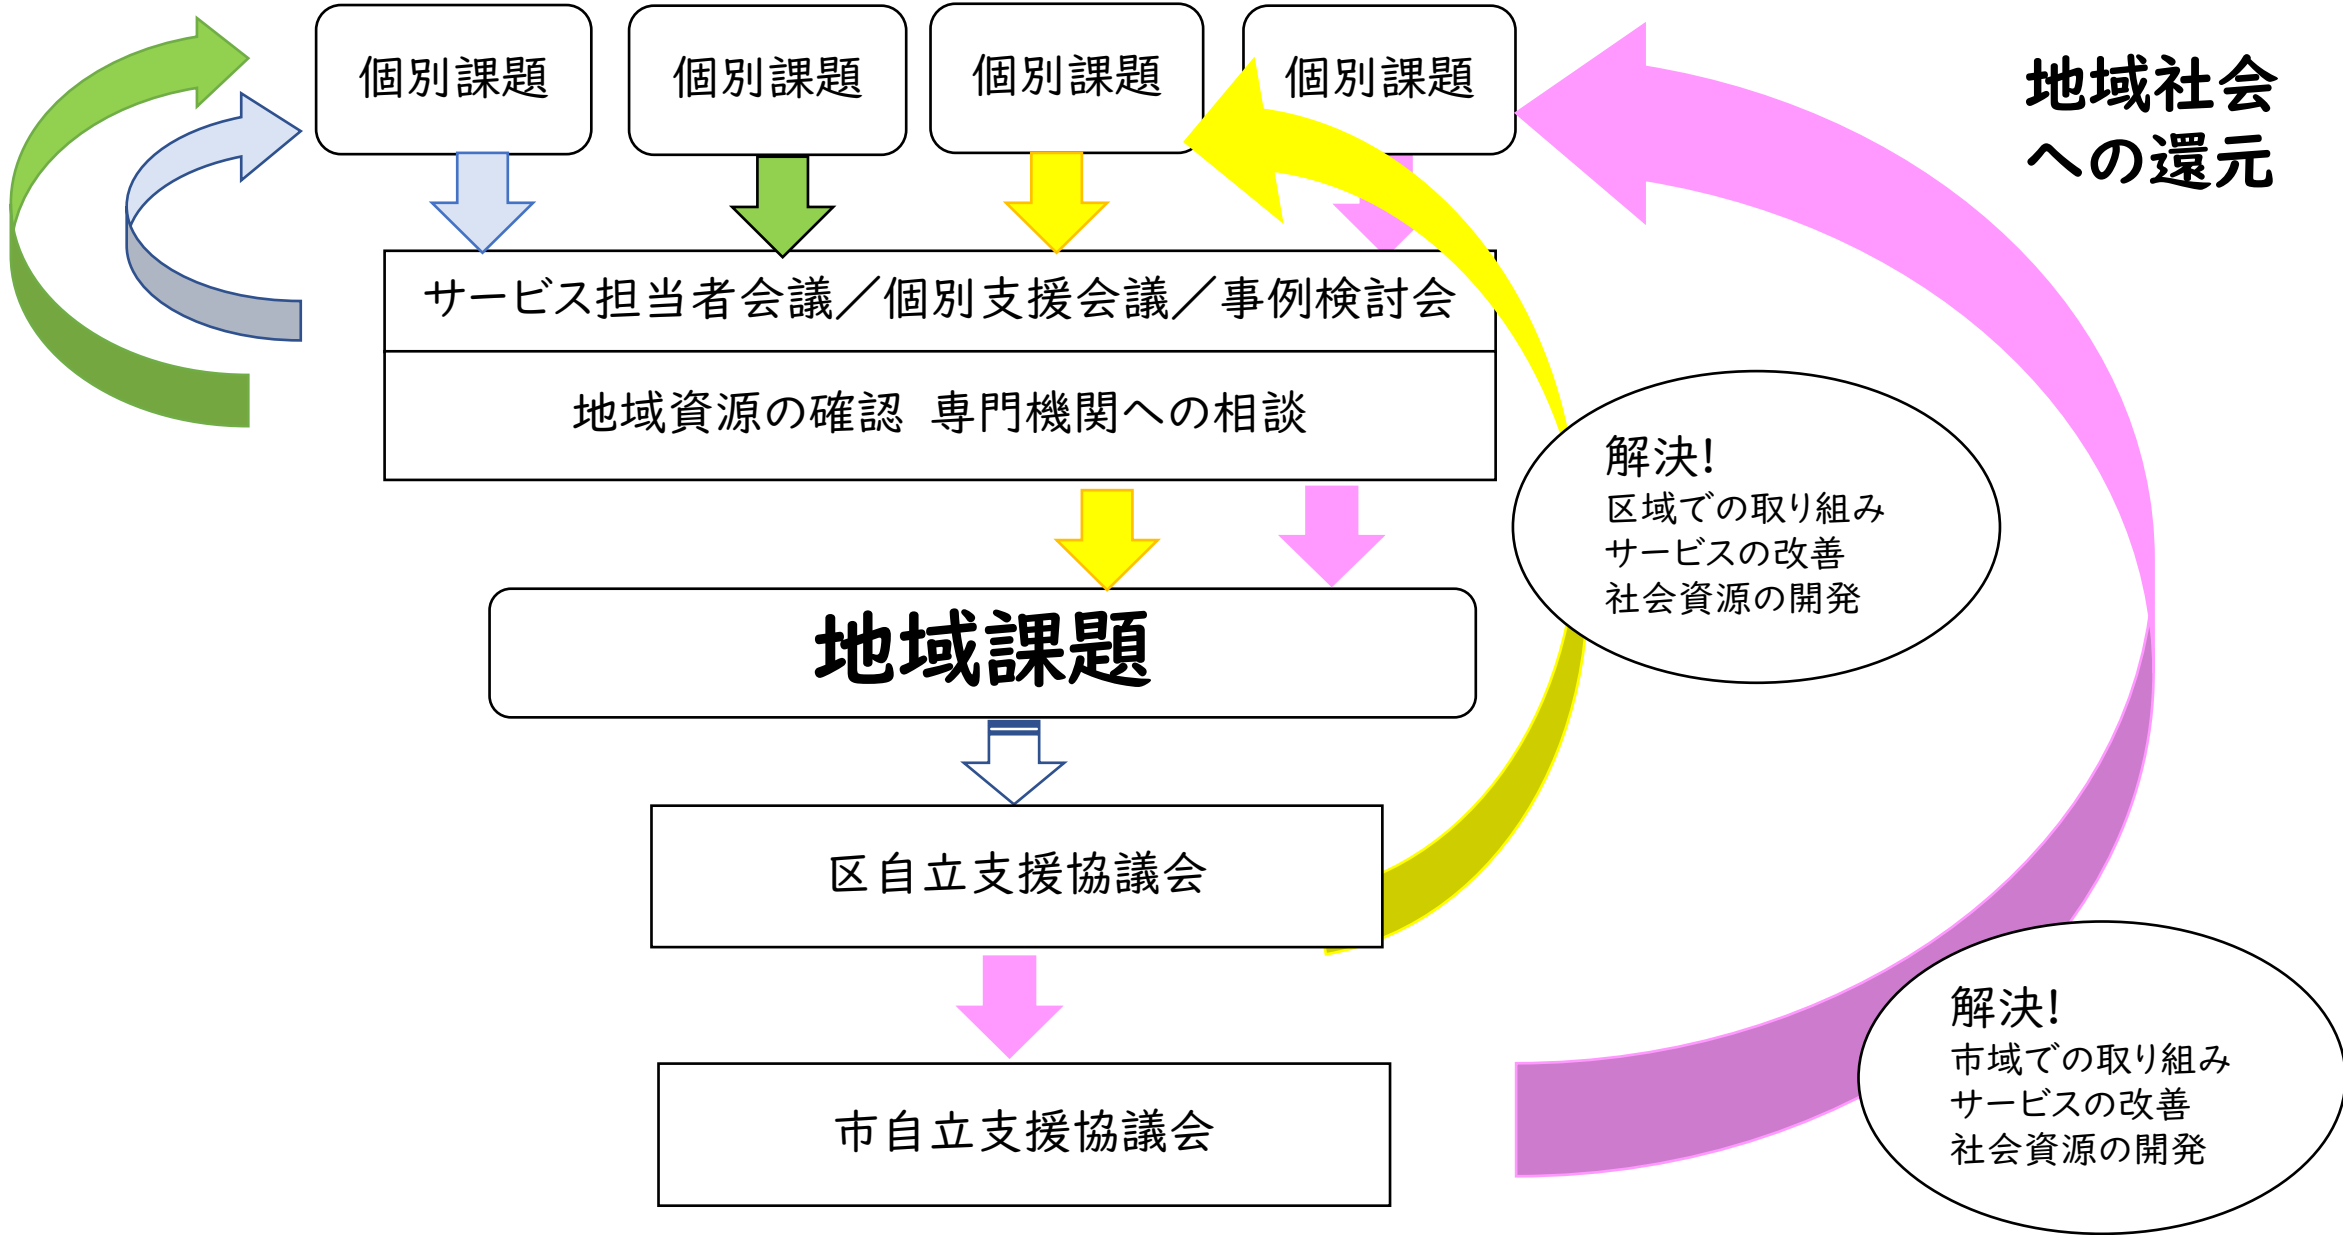 個別課題
個別課題
個別課題
個別課題
地域社会
への還元
サービス担当者会議／個別支援会議／事例検討会
地域資源の確認 専門機関への相談
解決！
区域での取り組み
サービスの改善
社会資源の開発
地域課題
区自立支援協議会
解決！
市域での取り組み
サービスの改善
社会資源の開発
市自立支援協議会